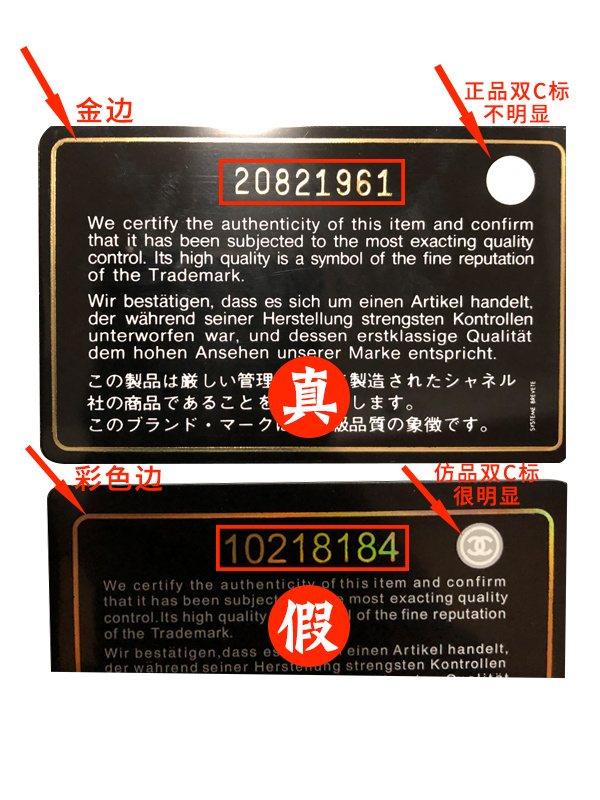 金边
正品双C标
不明显
20821961
We certify the authenticity of this item and confirm
that it has been subjected to the most exacting quality
control. Its high quality is a symbol of the fine reputation
of the Trademark.
Wir bestätigen, dass es sich um einen Artikel handelt,
der während seiner Herstellung strengsten Kontrollen
unterworfen war, und dessen erstklassige Qualität
dem hohen Ansehen unserer Marke entspricht.
この製品は厳しい管理 製造されたシャネル
社の商品であることを します。
このブランド・マーク 品質の象徴です。
真
SYSTEME BREVETE
彩色边
仿品双C标
很明显
10218184
We certify the authenticity of this item and confirm
that it has been subject most exacting quality
control.Its high quality l of the fine reputation
of the Trademark.
假
Wir bestätigen,dass es einen Artikel handelt,
der während seiner Herstellung strengsten Kontrollen